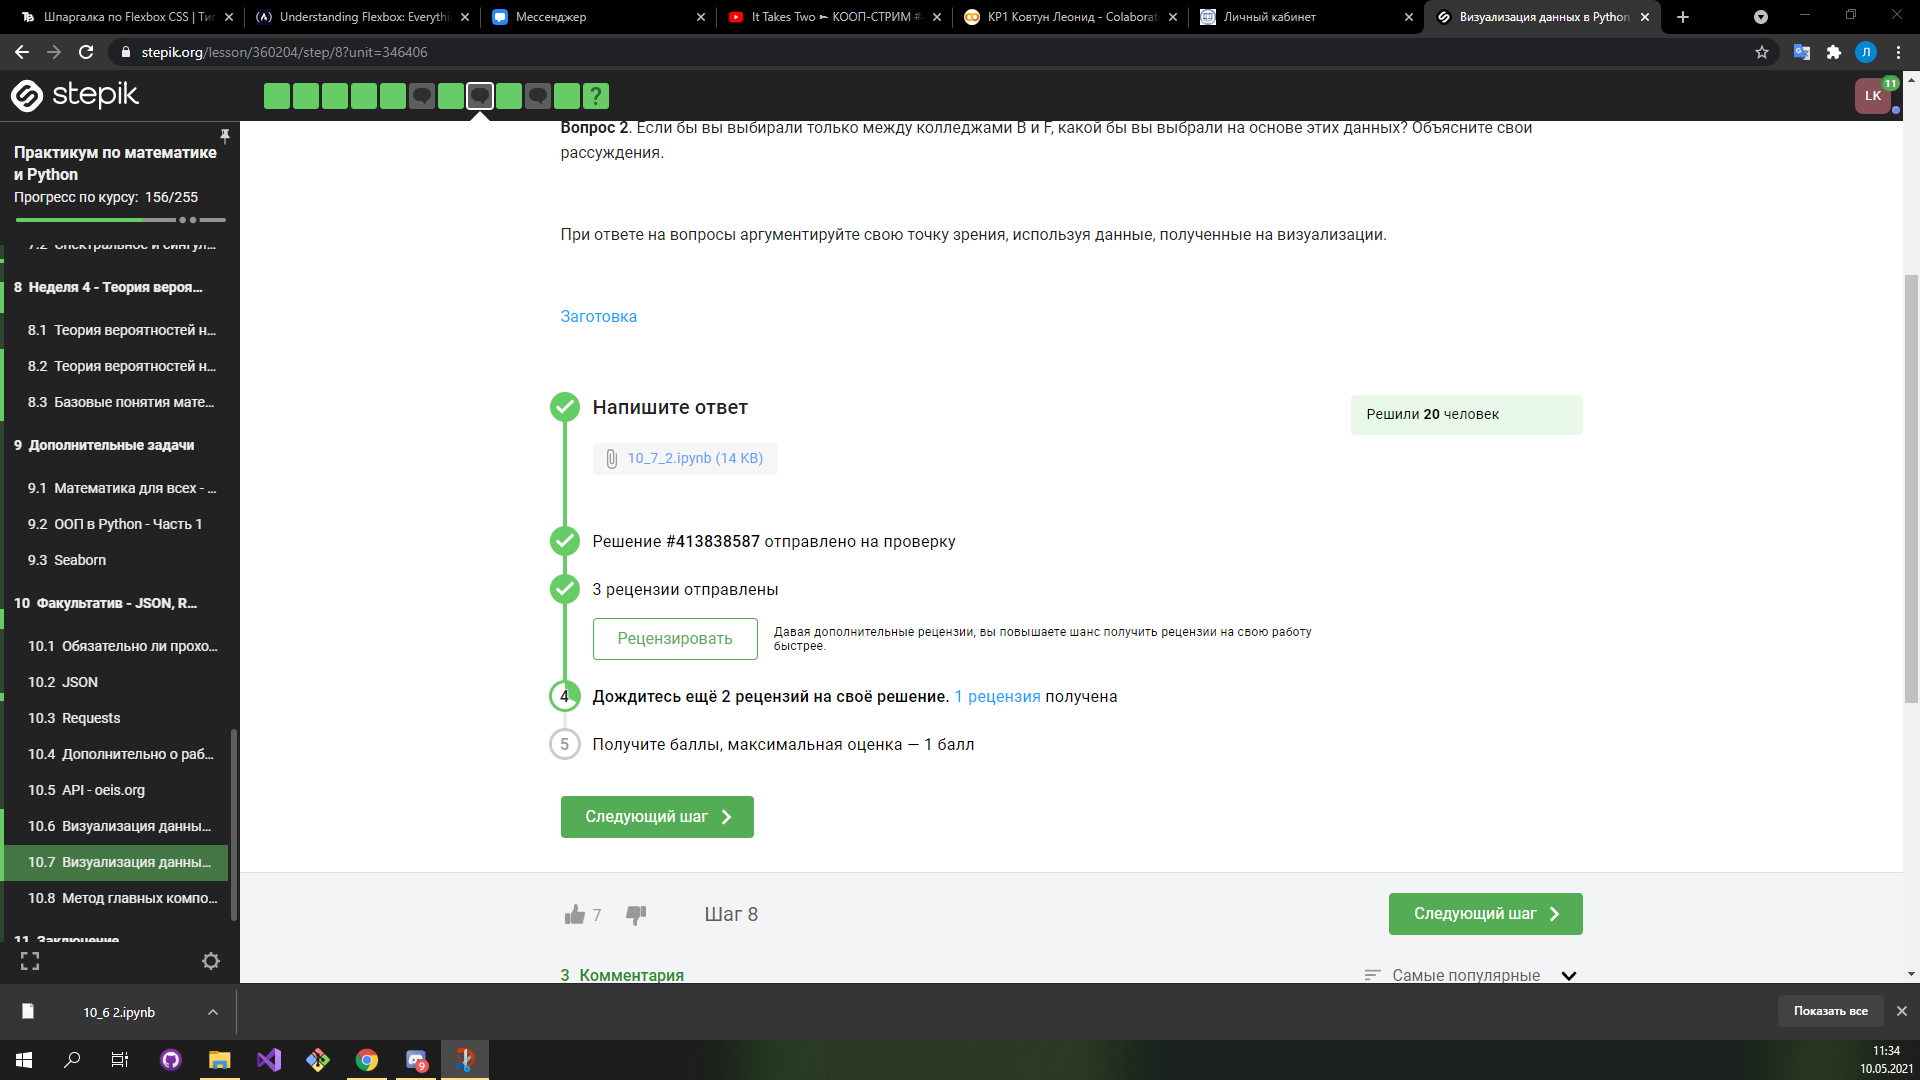 Шпаргалка по Flexbox CSS | Ти
Understanding Flexbox: Everythi
Мессенджер
It Takes Two ► КООП-СТРИМ #
КР1 Ковтун Леонид - Colaborat
Личный кабинет
Визуализация данных в Python
stepik.org/lesson/360204/step/8?unit=346406
Л
stepik
LK
11
Практикум по математике
и Python
Прогресс по курсу: 156/255
7.2 Спектральное и сингул...
8 Неделя 4 - Теория вероя...
8.1 Теория вероятностей н...
8.2 Теория вероятностей н...
8.3 Базовые понятия мате...
9 Дополнительные задачи
9.1 Математика для всех - ...
9.2 ООП в Python - Часть 1
9.3 Seaborn
10 Факультатив - JSON, R...
10.1 Обязательно ли прохо...
10.2 JSON
10.3 Requests
10.4 Дополнительно о раб...
10.5 API - oeis.org
10.6 Визуализация данны...
10.7 Визуализация данны...
10.8 Метод главных компо...
11 Заключение
Вопрос 2. Если бы вы выбирали только между колледжами B и F, какой бы вы выбрали на основе этих данных? Объясните свои
рассуждения.
При ответе на вопросы аргументируйте свою точку зрения, используя данные, полученные на визуализации.
Заготовка
Напишите ответ
Решили 20 человек
10_7_2.ipynb (14 KB)
Решение #413838587 отправлено на проверку
3 рецензии отправлены
Рецензировать
Давая дополнительные рецензии, вы повышаете шанс получить рецензии на свою работу
быстрее.
4 Дождитесь ещё 2 рецензий на своё решение. 1 рецензия получена
5 Получите баллы, максимальная оценка — 1 балл
Следующий шаг
7
Шаг 8
Следующий шаг
3 Комментария
Самые популярные
10_6 2.ipynb
Показать все
9
11:34
10.05.2021